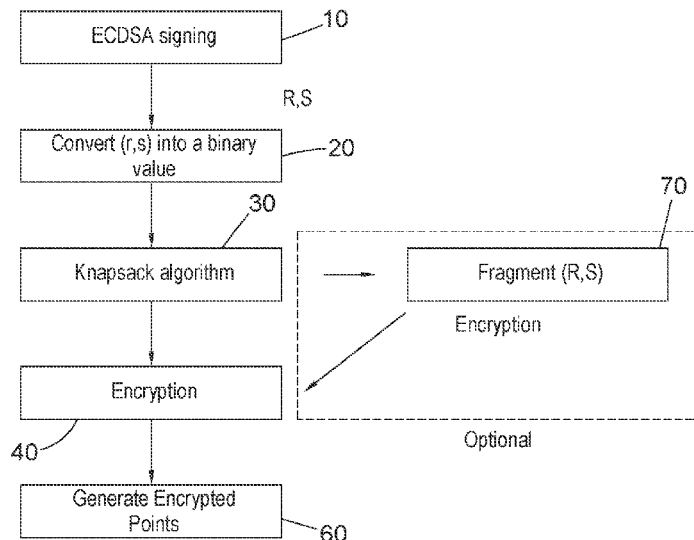 ECDSA signing
10
R,S
Convert (r,s) into a binary
value
20
30
Knapsack algorithm
70
Fragment (R,S)
Encryption
Encryption
40
Optional
Generate Encrypted
Points
60